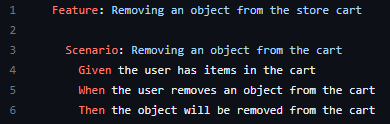 1 Feature: Removing an object from the store cart
2
3 Scenario: Removing an object from the cart
4 Given the user has items in the cart
5 When the user removes an object from the cart
6 Then the object will be removed from the cart